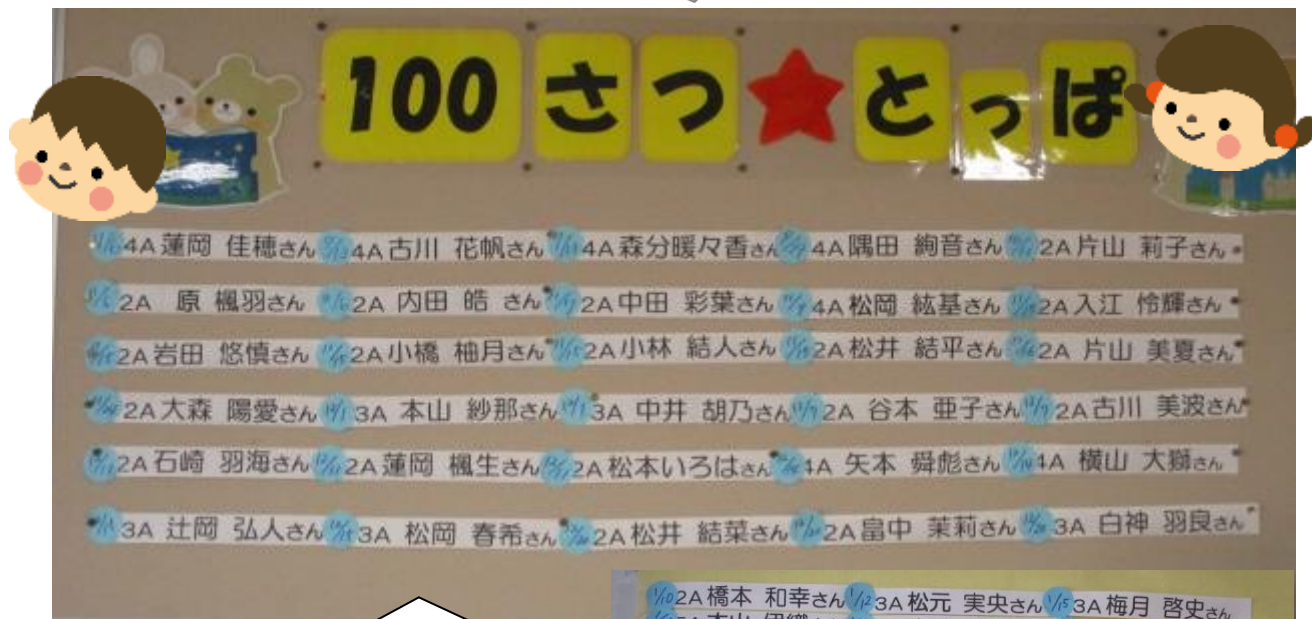 100さつ★とっぱ
4A 蓮岡 佳穂さん 4A 古川 花帆さん 4A 森分暖々香さん 4A 隅田 絢音さん 2A 片山 莉子さん
2A 原 楓羽さん 2A 内田 皓 さん 2A 中田 彩葉さん 4A 松岡 紘基さん 2A 入江 怜輝さん
2A 岩田 悠慎さん 2A 小橋 柚月さん 2A 小林 結人さん 2A 松井 結平さん 2A 片山 美夏さん
2A 大森 陽愛さん 3A 本山 紗那さん 3A 中井 胡乃さん 2A 谷本 亜子さん 2A 古川 美波さん
2A 石崎 羽海さん 2A 蓮岡 楓生さん 2A 松本いろはさん 4A 矢本 舜彪さん 4A 横山 大獅さん
3A 辻岡 弘人さん 3A 松岡 春希さん 2A 松井 結菜さん 2A 畠中 茉莉さん 3A 白神 羽良さん
1/10 2A 橋本 和幸さん 1/12 3A 松元 実央さん 1/15 3A 梅月 啓史さん